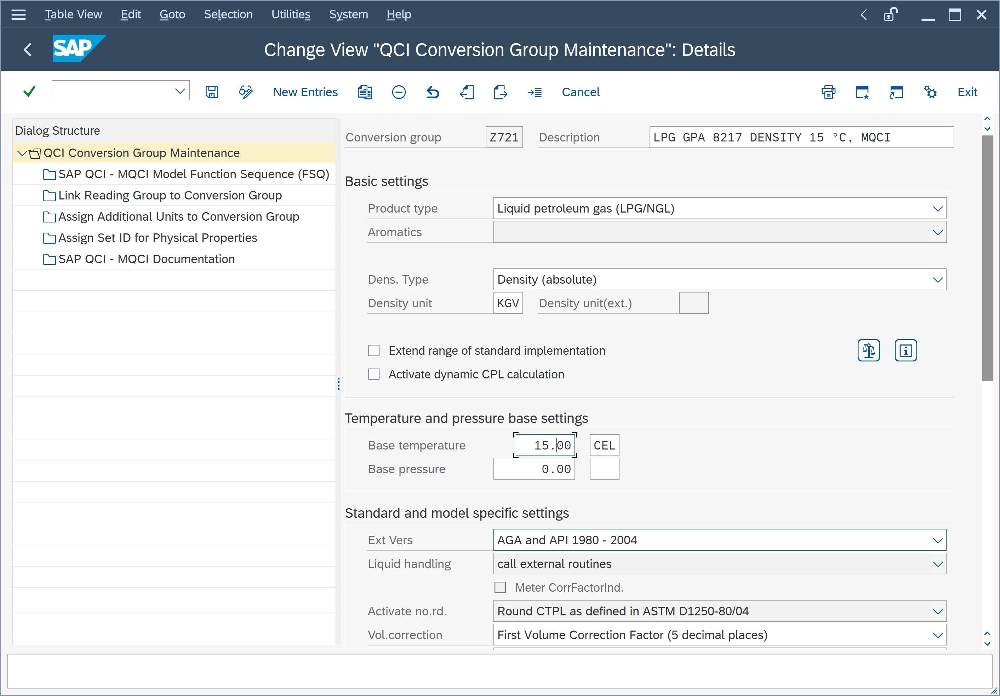 Table View Edit Goto Selection Utilities System Help
SAP Change View "QCI Conversion Group Maintenance": Details
New Entries Cancel Exit
Dialog Structure
QCI Conversion Group Maintenance
SAP QCI - MQCI Model Function Sequence (FSQ)
Link Reading Group to Conversion Group
Assign Additional Units to Conversion Group
Assign Set ID for Physical Properties
SAP QCI - MQCI Documentation
Conversion group Z721 Description LPG GPA 8217 DENSITY 15 °C, MQCI
Basic settings
Product type Liquid petroleum gas (LPG/NGL)
Aromatics
Dens. Type Density (absolute)
Density unit KGV Density unit(ext.)
Extend range of standard implementation
Activate dynamic CPL calculation
Temperature and pressure base settings
Base temperature 15.00 CEL
Base pressure 0.00
Standard and model specific settings
Ext Vers AGA and API 1980 - 2004
Liquid handling call external routines
Meter CorrFactorInd.
Activate no.rd. Round CTPL as defined in ASTM D1250-80/04
Vol.correction First Volume Correction Factor (5 decimal places)